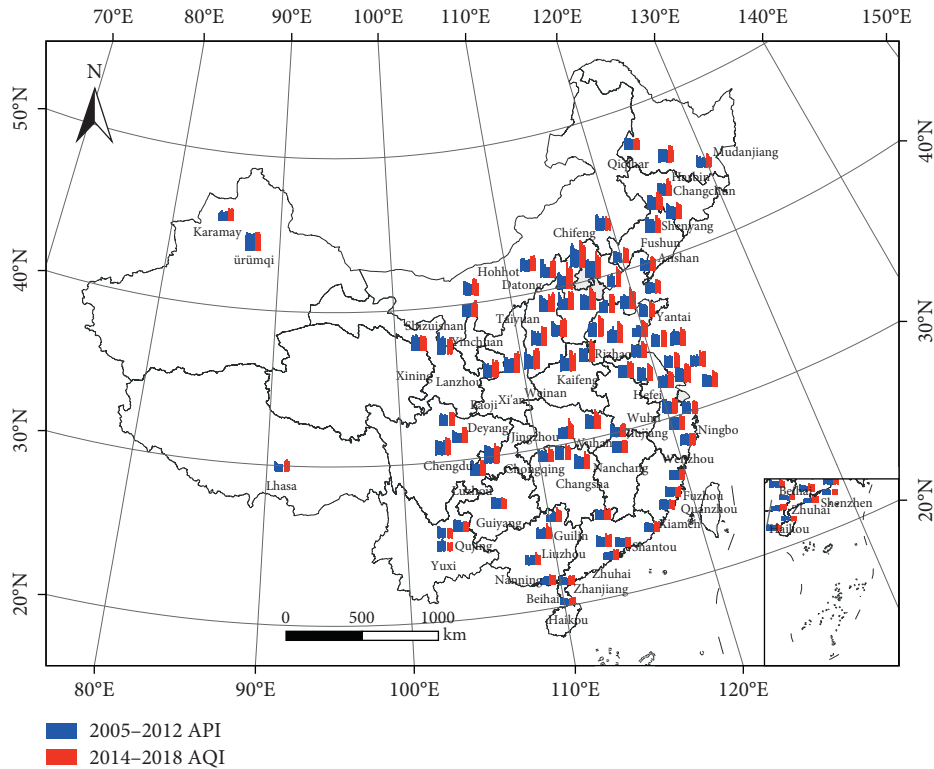 70°E 80°E 90°E 100°E 110°E 120°E 130°E 140°E 150°E
N
50°N
40°N
30°N
20°N
40°N
30°N
20°N
Mudanjiang
Qiqihar
Harbin
Changchun
Karamay
Shenyang
Chifeng
Fushun
ürümqi
Anshan
Hohhot
Datong
Yantai
Taiyuan
Shizuishan
Yinchuan
Rizhao
Xining
Lanzhou
Kaifeng
Weinan
Xi'an
Hefei
Baoji
Wuhu
Deyang
Jingzhou
Jiujiang
Ningbo
Wuhan
Wenzhou
Chengdu
Chongqing
Nanchang
Lhasa
Changsha
Luzhou
Fuzhou
Quanzhou
Guiyang
Xiamen
Guilin
Qujing
Shantou
Liuzhou
Yuxi
Zhuhai
Nanning
Zhanjiang
Beihai
Haikou
Beihai
Shenzhen
Zhuhai
Haikou
0 500 1000
km
80°E 90°E 100°E 110°E 120°E
2005–2012 API
2014–2018 AQI